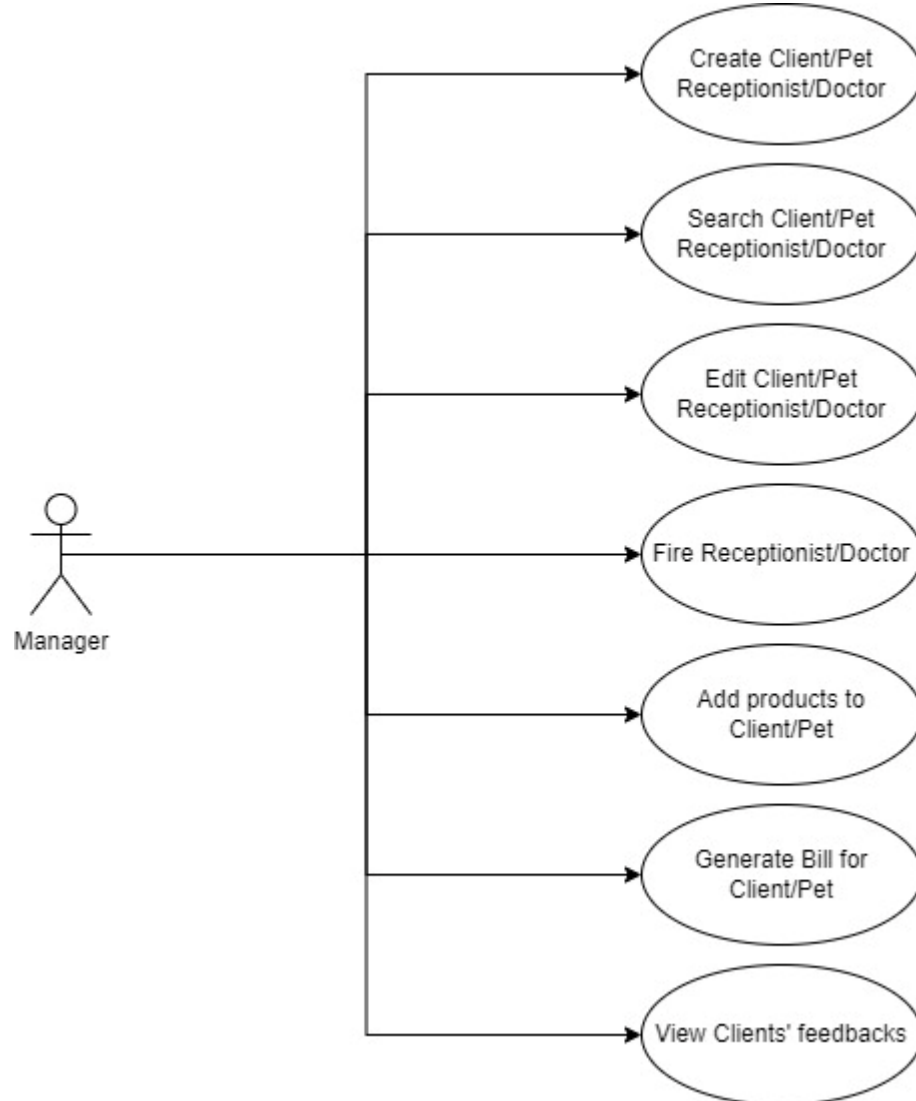 Create Client/Pet
Receptionist/Doctor
Search Client/Pet
Receptionist/Doctor
Edit Client/Pet
Receptionist/Doctor
Fire Receptionist/Doctor
Manager
Add products to
Client/Pet
Generate Bill for
Client/Pet
View Clients' feedbacks